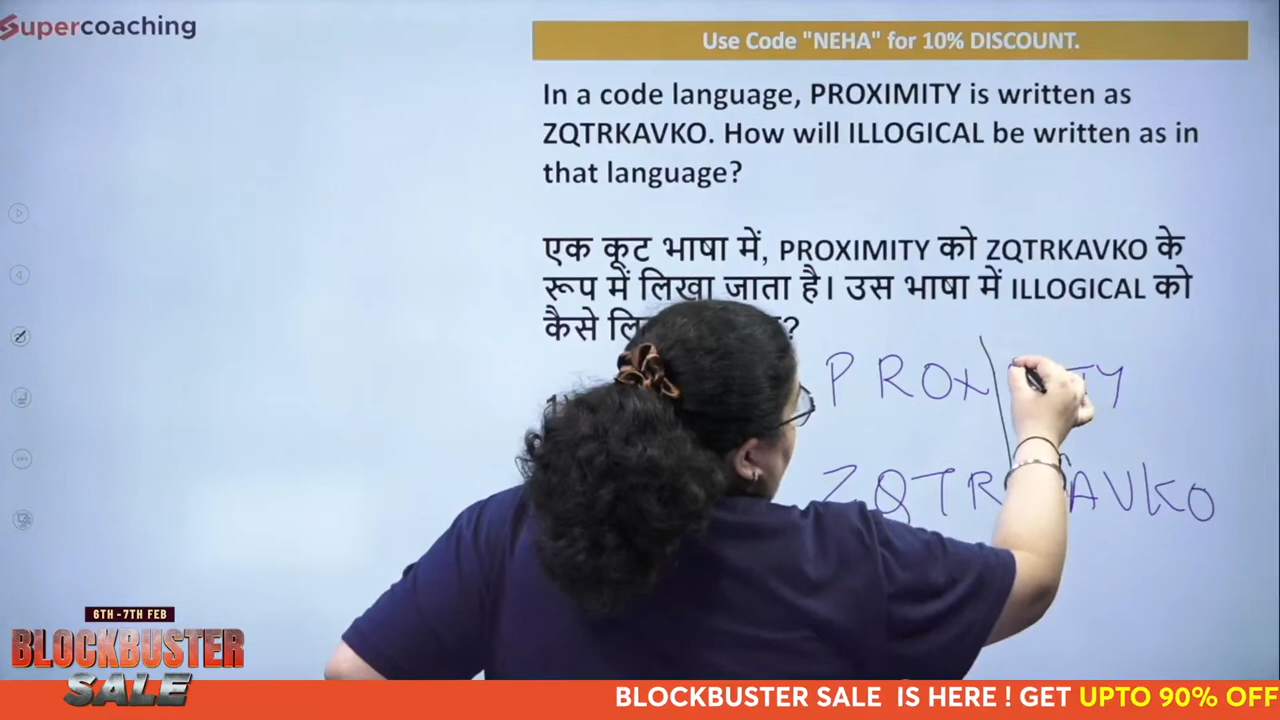 Supercoaching
Use Code "NEHA" for 10% DISCOUNT.
In a code language, PROXIMITY is written as
ZQTRKAVKO. How will ILLOGICAL be written as in
that language?
एक कूट भाषा में, PROXIMITY को ZQTRKAVKO के
रूप में लिखा जाता है। उस भाषा में ILLOGICAL को
कैसे
PROX TY
ZQTR AVKO
6TH -7TH FEB
BLOCKBUSTER
SALE
BLOCKBUSTER SALE IS HERE ! GET UPTO 90% OFF